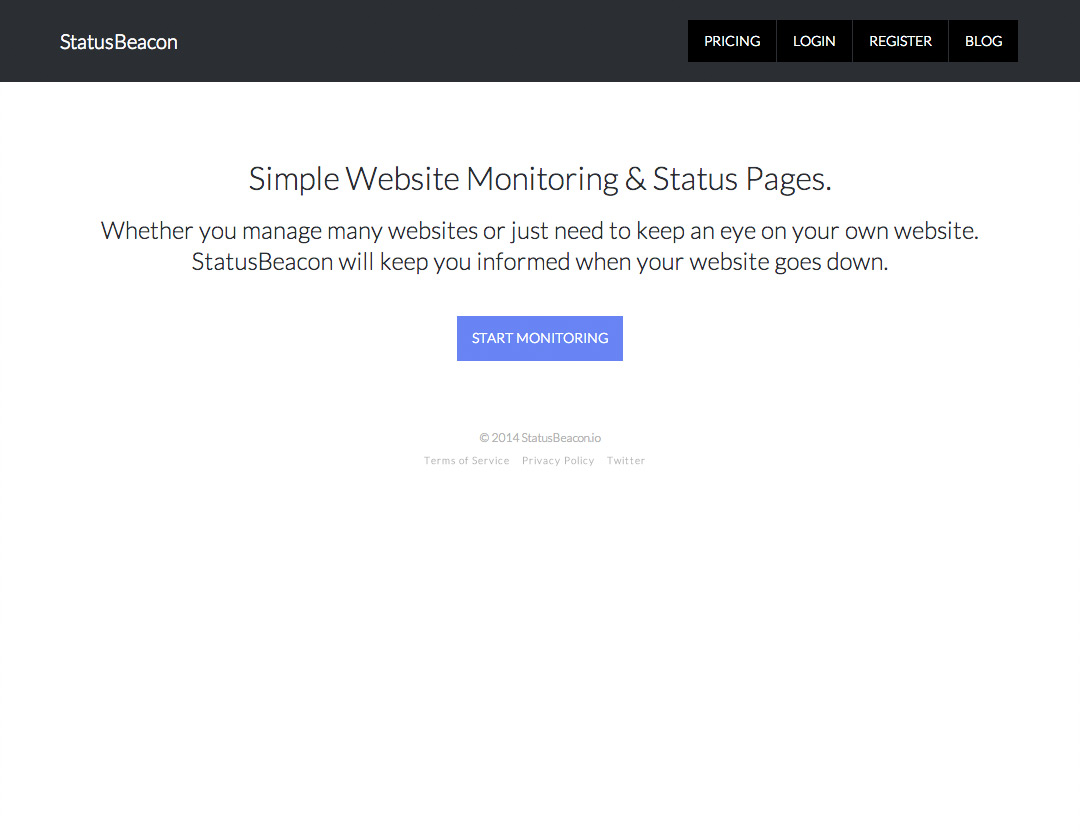 StatusBeacon
PRICING LOGIN REGISTER BLOG
Simple Website Monitoring & Status Pages.
Whether you manage many websites or just need to keep an eye on your own website.
StatusBeacon will keep you informed when your website goes down.
START MONITORING
© 2014 StatusBeacon.io
Terms of Service Privacy Policy Twitter